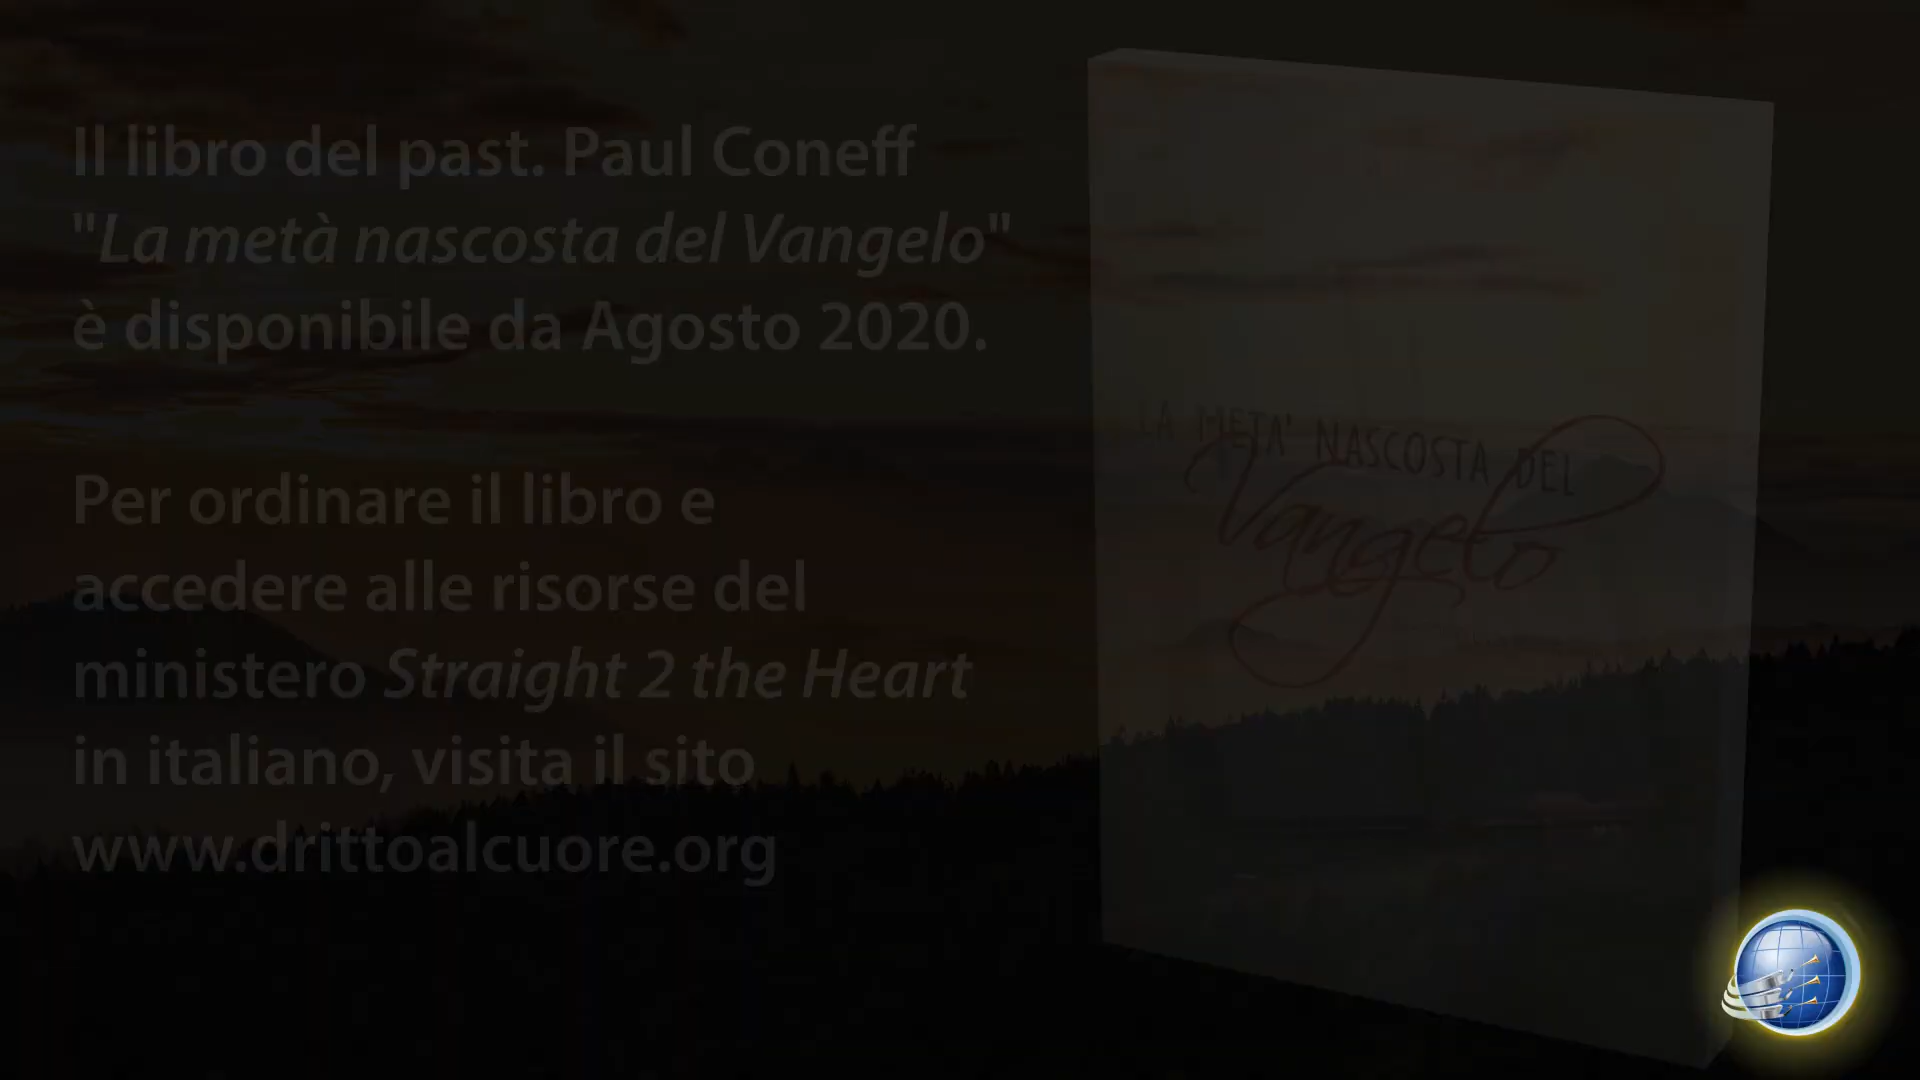 Il libro del past. Paul Coneff
"La metà nascosta del Vangelo"
è disponibile da Agosto 2020.
Per ordinare il libro e
accedere alle risorse del
ministero Straight 2 the Heart
in italiano, visita il sito
www.drittoalcuore.org
LA META' NASCOSTA DEL
Vangelo